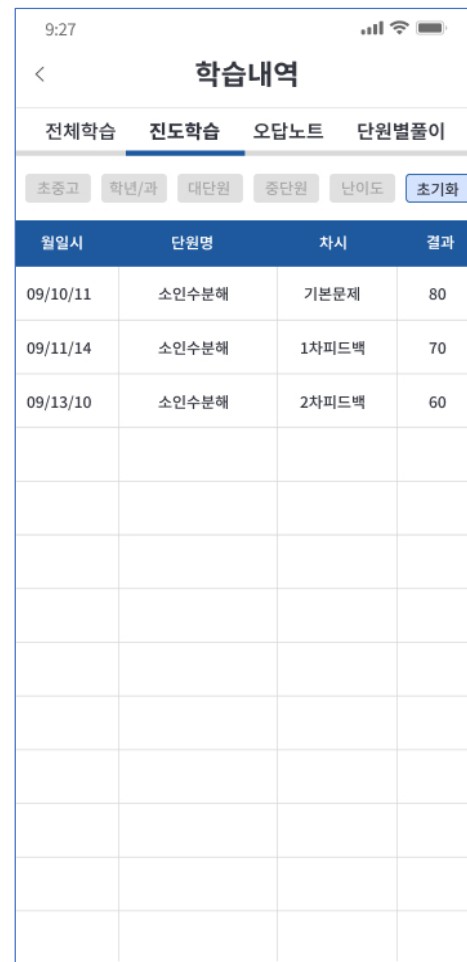 9:27
학습내역
전체학습 진도학습 오답노트 단원별풀이
초중고 학년/과 대단원 중단원 난이도 초기화
월일시 단원명 차시 결과
09/10/11 소인수분해 기본문제 80
09/11/14 소인수분해 1차피드백 70
09/13/10 소인수분해 2차피드백 60